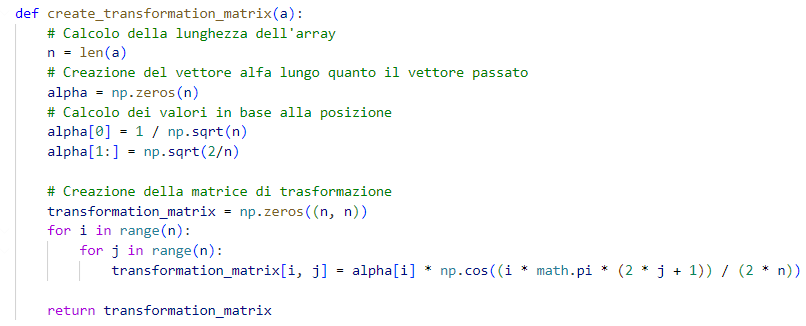 def create_transformation_matrix(a):
    # Calcolo della lunghezza dell'array
    n = len(a)
    # Creazione del vettore alfa lungo quanto il vettore passato
    alpha = np.zeros(n)
    # Calcolo dei valori in base alla posizione
    alpha[0] = 1 / np.sqrt(n)
    alpha[1:] = np.sqrt(2/n)

    # Creazione della matrice di trasformazione
    transformation_matrix = np.zeros((n, n))
    for i in range(n):
        for j in range(n):
            transformation_matrix[i, j] = alpha[i] * np.cos((i * math.pi * (2 * j + 1)) / (2 * n))

    return transformation_matrix